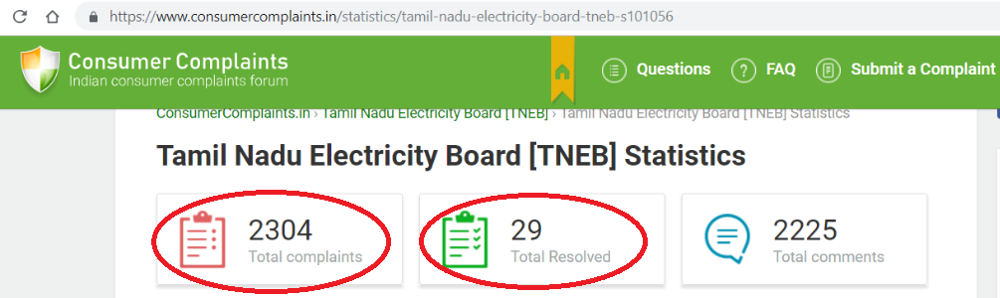 https://www.consumercomplaints.in/statistics/tamil-nadu-electricity-board-tneb-s101056
Consumer Complaints
Indian consumer complaints forum
Questions
FAQ
Submit a Complaint
ConsumerComplaints.in › Tamil Nadu Electricity Board [TNEB] › Tamil Nadu Electricity Board [TNEB] Statistics
Tamil Nadu Electricity Board [TNEB] Statistics
2304
Total complaints
29
Total Resolved
2225
Total comments